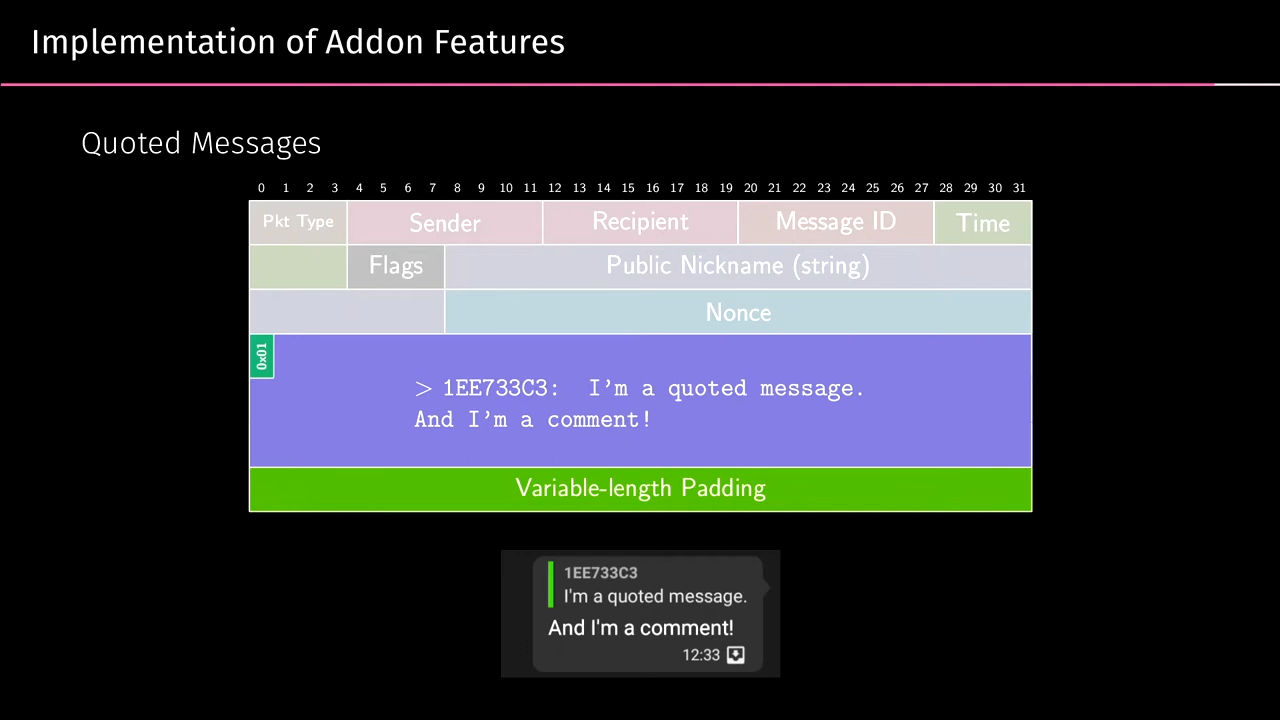 Implementation of Addon Features
Quoted Messages
0 1 2 3 4 5 6 7 8 9 10 11 12 13 14 15 16 17 18 19 20 21 22 23 24 25 26 27 28 29 30 31
Pkt Type Sender Recipient Message ID Time
Flags Public Nickname (string)
Nonce
0x01
> 1EE733C3: I'm a quoted message.
And I'm a comment!
Variable-length Padding
1EE733C3
I'm a quoted message.
And I'm a comment!
12:33